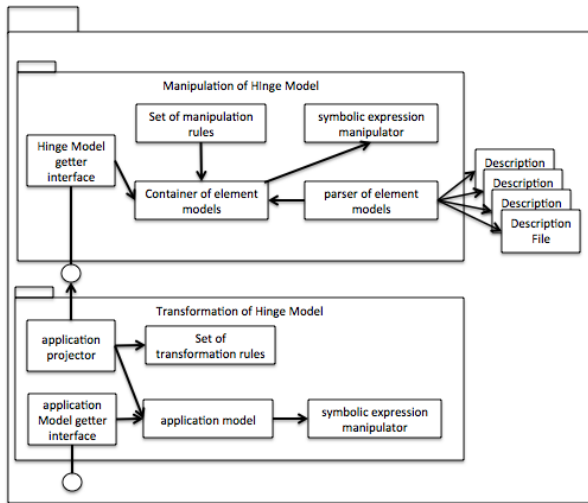 Manipulation of HInge Model
Set of manipulation
rules
symbolic expression
manipulator
Hinge Model
getter
interface
Container of element
models
parser of element
models
Description
Description
Description
Description
File
Transformation of Hinge Model
application
projector
Set of
transformation rules
application
Model getter
interface
application model
symbolic expression
manipulator